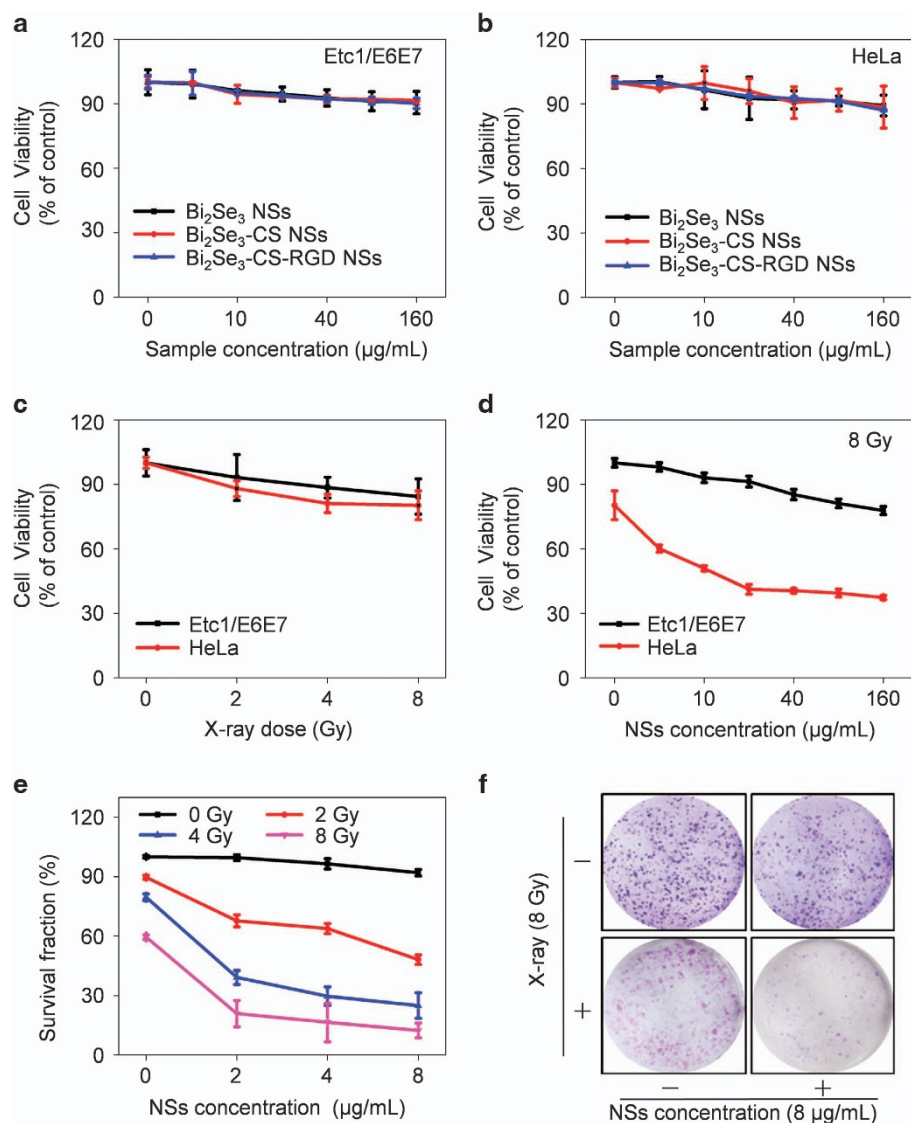 a
120
90
60
30
0
Cell Viability
(% of control)
Etc1/E6E7
Bi₂Se₃ NSs
Bi₂Se₃-CS NSs
Bi₂Se₃-CS-RGD NSs
0 10 40 160
Sample concentration (µg/mL)
b
120
90
60
30
0
Cell Viability
(% of control)
HeLa
Bi₂Se₃ NSs
Bi₂Se₃-CS NSs
Bi₂Se₃-CS-RGD NSs
0 10 40 160
Sample concentration (µg/mL)
c
120
90
60
30
0
Cell Viability
(% of control)
Etc1/E6E7
HeLa
0 2 4 8
X-ray dose (Gy)
d
120
90
60
30
0
Cell Viability
(% of control)
8 Gy
Etc1/E6E7
HeLa
0 10 40 160
NSs concentration (µg/mL)
e
120
90
60
30
0
Survival fraction (%)
0 Gy 2 Gy
4 Gy 8 Gy
0 2 4 8
NSs concentration (µg/mL)
f
X-ray (8 Gy)
−
+
− +
NSs concentration (8 µg/mL)